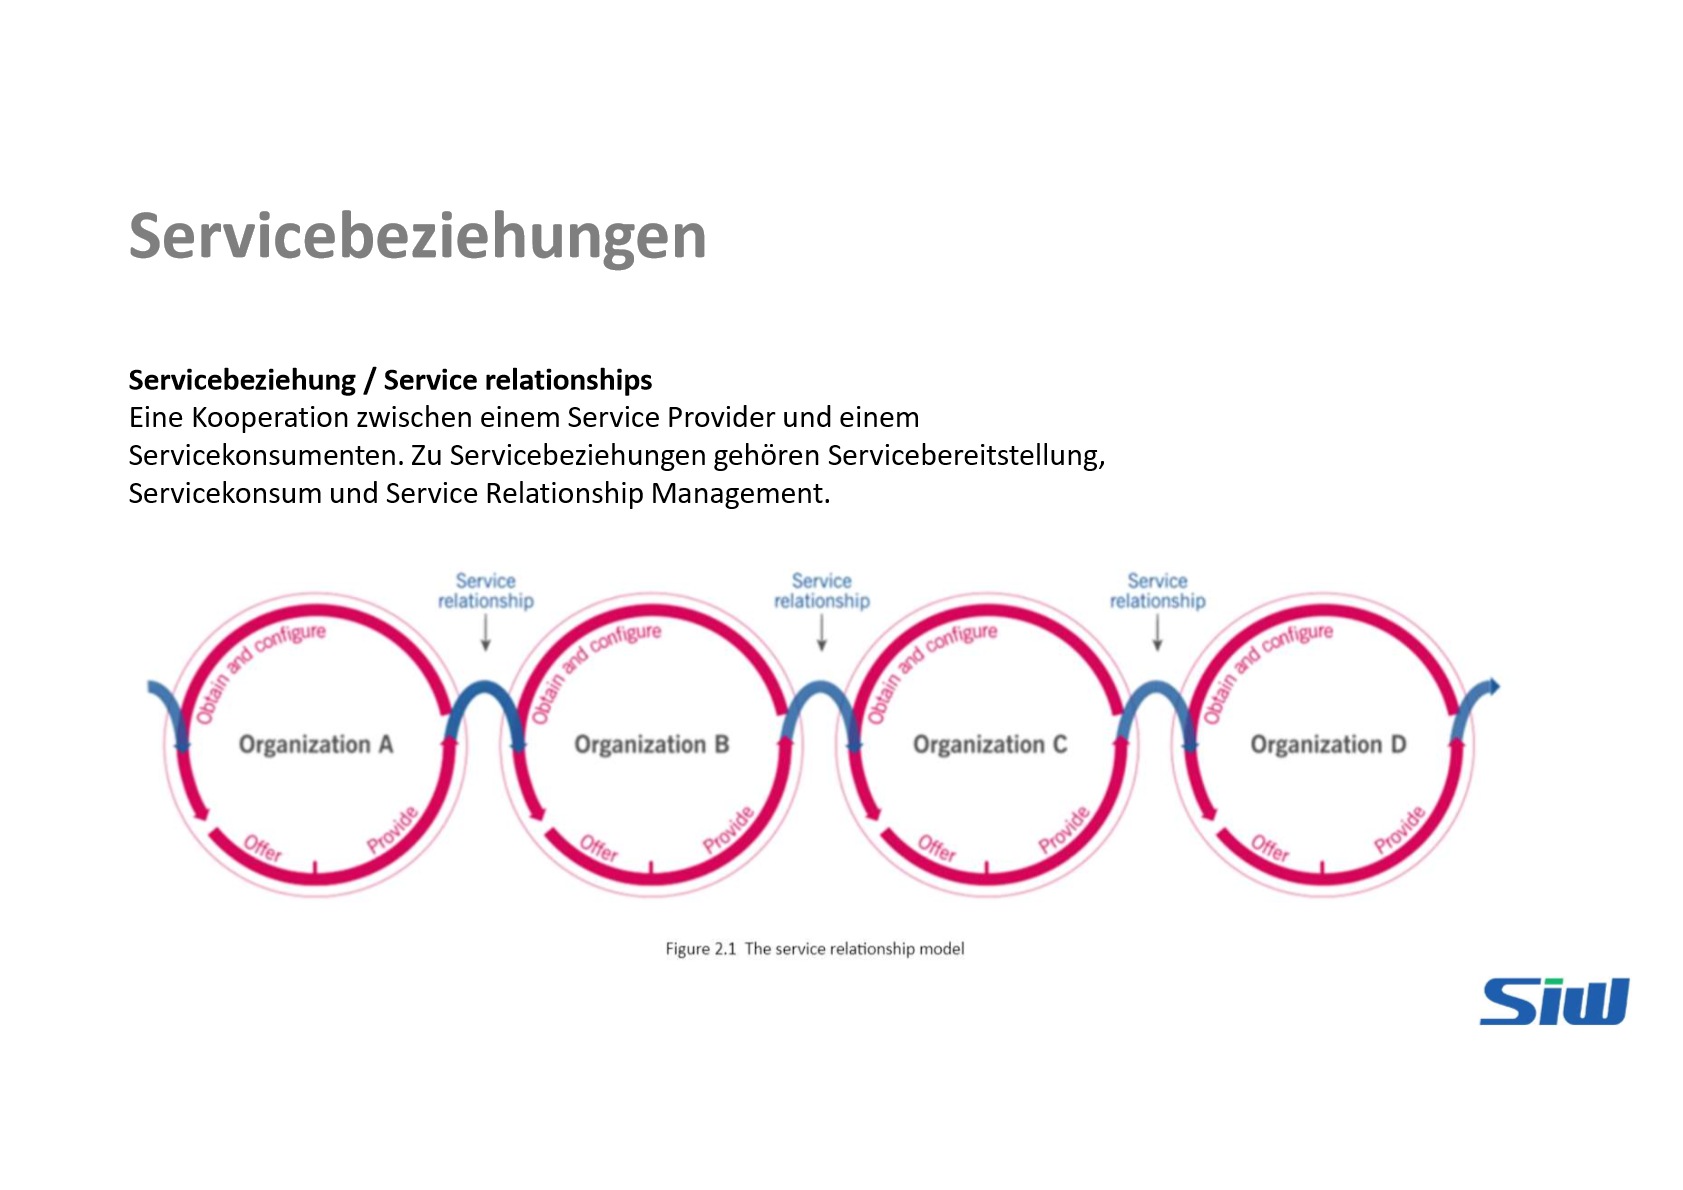 Servicebeziehungen
Servicebeziehung / Service relationships
Eine Kooperation zwischen einem Service Provider und einem
Servicekonsumenten. Zu Servicebeziehungen gehören Servicebereitstellung,
Servicekonsum und Service Relationship Management.
Service
relationship
Service
relationship
Service
relationship
Obtain and configure
Organization A
Offer
Provide
Obtain and configure
Organization B
Offer
Provide
Obtain and configure
Organization C
Offer
Provide
Obtain and configure
Organization D
Offer
Provide
Figure 2.1 The service relationship model
Siw